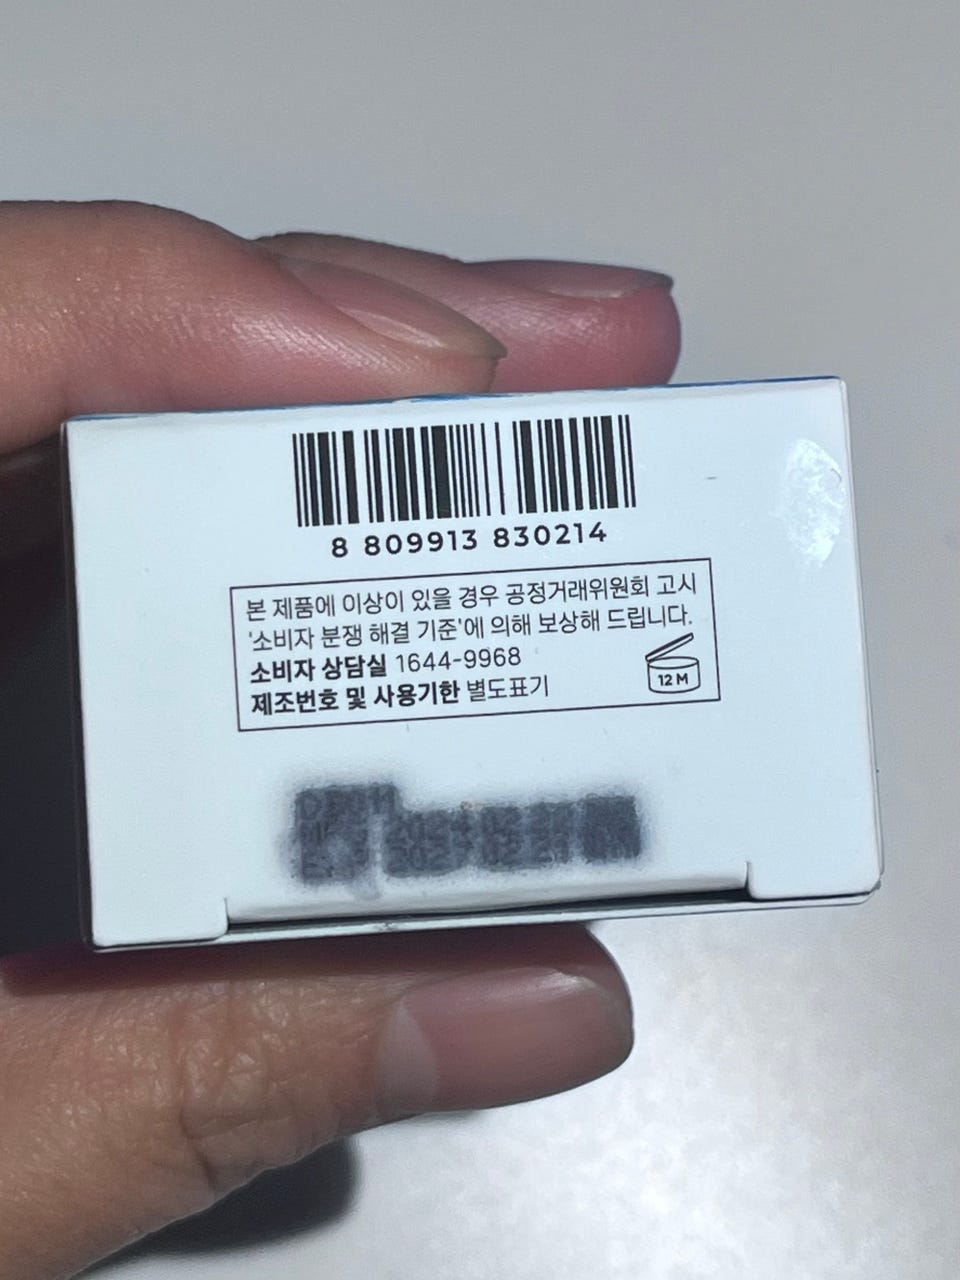 8 809913 830214
본 제품에 이상이 있을 경우 공정거래위원회 고시
'소비자 분쟁 해결 기준'에 의해 보상해 드립니다.
소비자 상담실 1644-9968
제조번호 및 사용기한 별도표기
12 M